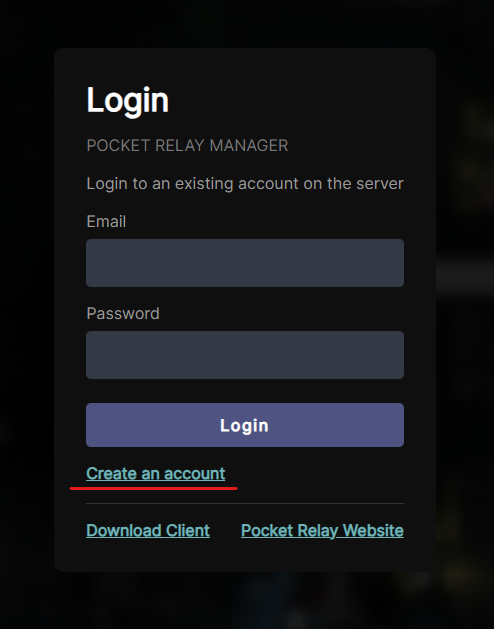 Login
POCKET RELAY MANAGER
Login to an existing account on the server
Email
Password
Login
Create an account
Download Client Pocket Relay Website